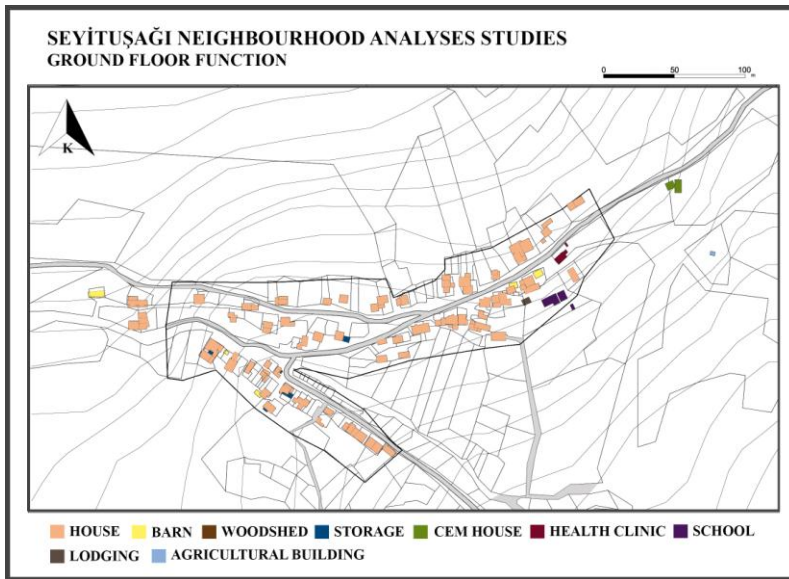 SEYİTUŞAĞI NEIGHBOURHOOD ANALYSES STUDIES
GROUND FLOOR FUNCTION
0 50 100
m
K
HOUSE BARN WOODSHED STORAGE CEM HOUSE HEALTH CLINIC SCHOOL
LODGING AGRICULTURAL BUILDING